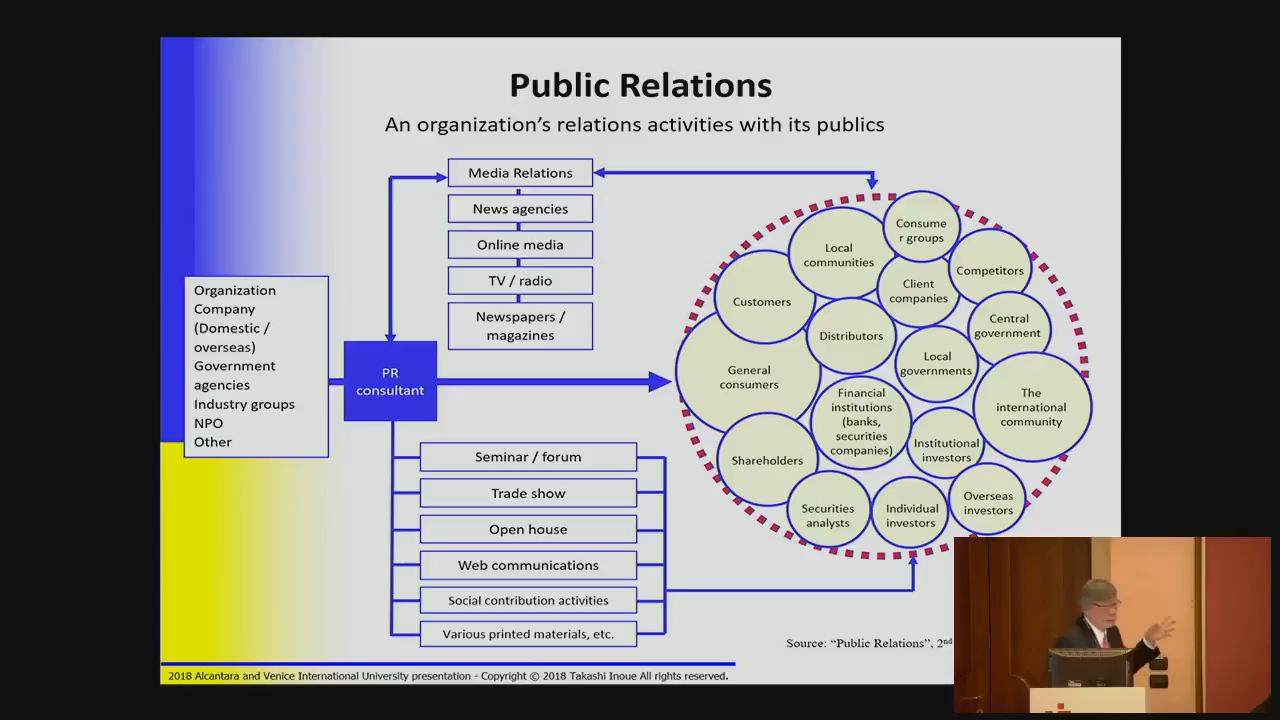 Public Relations
An organization's relations activities with its publics
Media Relations
News agencies
Online media
TV / radio
Newspapers /
magazines
Organization
Company
(Domestic /
overseas)
Government
agencies
Industry groups
NPO
Other
PR
consultant
Seminar / forum
Trade show
Open house
Web communications
Social contribution activities
Various printed materials, etc.
Consume
r groups
Local
communities
Competitors
Client
companies
Customers
Central
government
Distributors
Local
governments
General
consumers
Financial
institutions
(banks,
securities
companies)
The
international
community
Institutional
investors
Shareholders
Securities
analysts
Individual
investors
Overseas
investors
Source: “Public Relations”, 2nd
2018 Alcantara and Venice International University presentation - Copyright © 2018 Takashi Inoue All rights reserved.